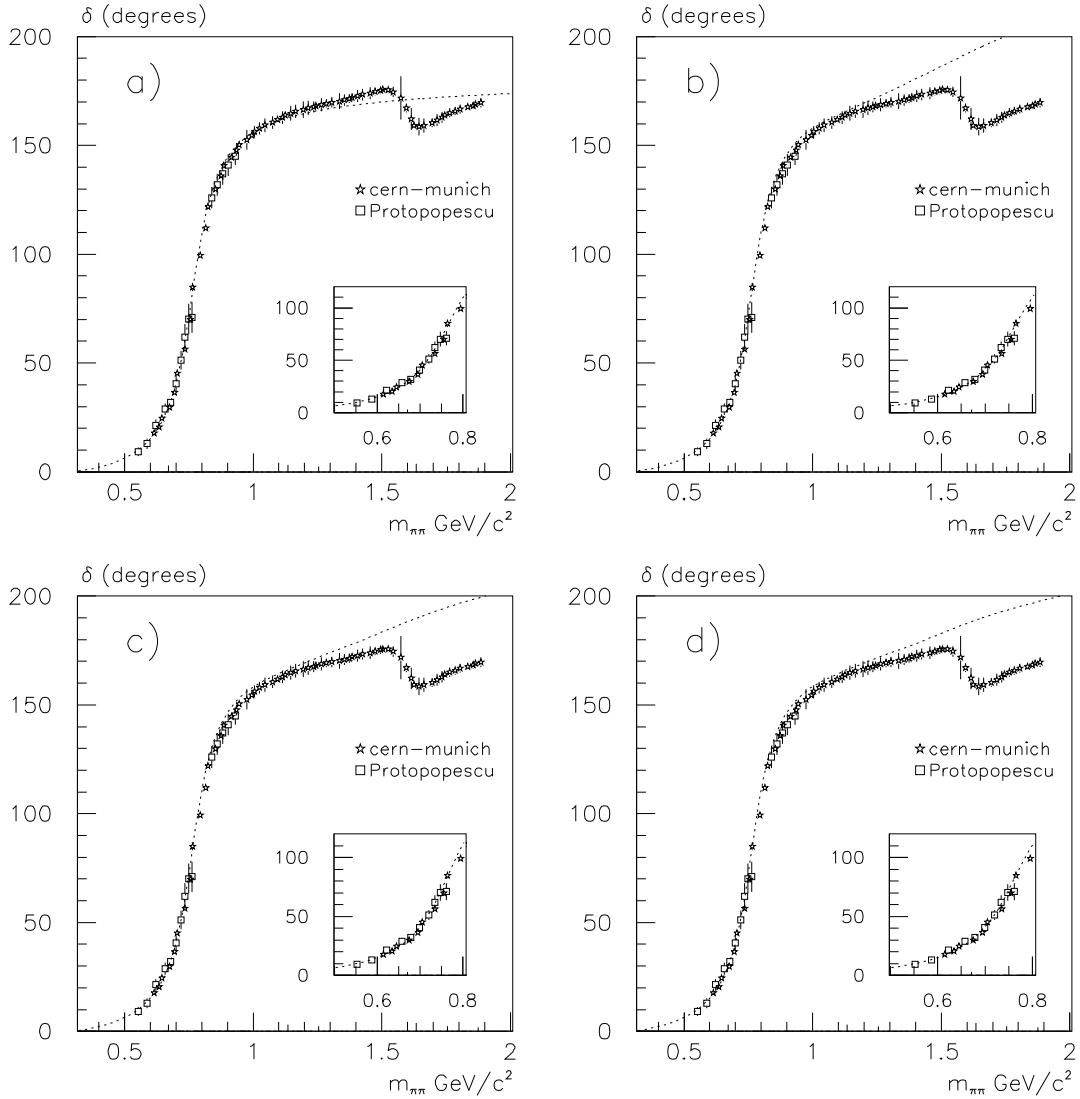 δ (degrees)
200
150
100
50
0
a)
☆ cern–munich
□ Protopopescu
100
50
0
0.6 0.8
0.5 1 1.5 2
m_ππ GeV/c²
δ (degrees)
200
150
100
50
0
b)
☆ cern–munich
□ Protopopescu
100
50
0
0.6 0.8
0.5 1 1.5 2
m_ππ GeV/c²
δ (degrees)
200
150
100
50
0
c)
☆ cern–munich
□ Protopopescu
100
50
0
0.6 0.8
0.5 1 1.5 2
m_ππ GeV/c²
δ (degrees)
200
150
100
50
0
d)
☆ cern–munich
□ Protopopescu
100
50
0
0.6 0.8
0.5 1 1.5 2
m_ππ GeV/c²